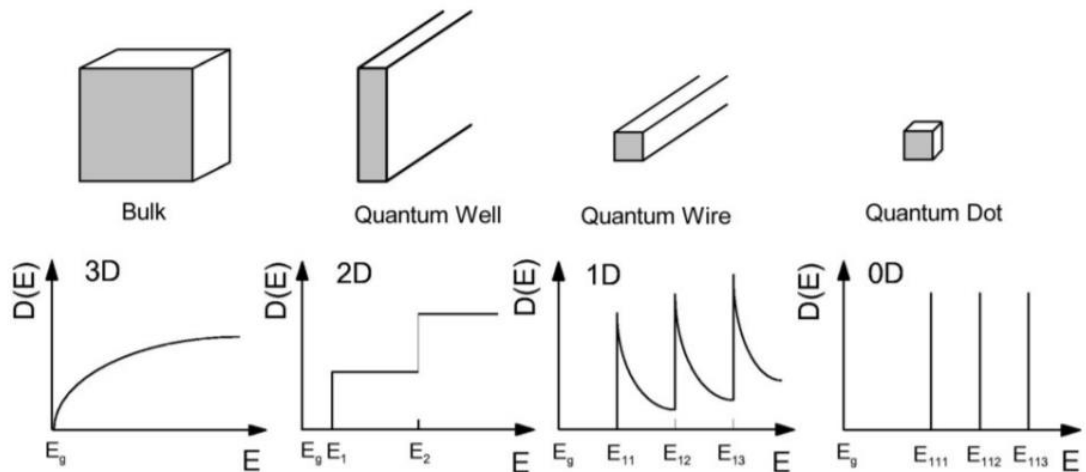 Bulk
Quantum Well
Quantum Wire
Quantum Dot
D(E)
3D
E_g
E
D(E)
2D
E_g E_1
E_2
E
D(E)
1D
E_g
E_11
E_12
E_13
E
D(E)
0D
E_g
E_111
E_112
E_113
E